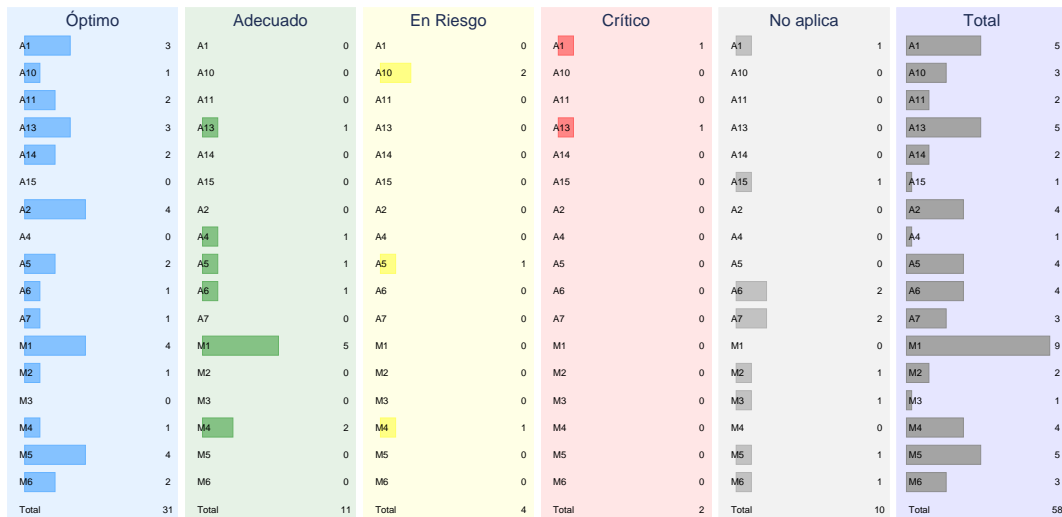 Óptimo Adecuado En Riesgo Crítico No aplica Total
A1 3 A1 0 A1 0 A1 1 A1 1 A1 5
A10 1 A10 0 A10 2 A10 0 A10 0 A10 3
A11 2 A11 0 A11 0 A11 0 A11 0 A11 2
A13 3 A13 1 A13 0 A13 1 A13 0 A13 5
A14 2 A14 0 A14 0 A14 0 A14 0 A14 2
A15 0 A15 0 A15 0 A15 0 A15 1 A15 1
A2 4 A2 0 A2 0 A2 0 A2 0 A2 4
A4 0 A4 1 A4 0 A4 0 A4 0 A4 1
A5 2 A5 1 A5 1 A5 0 A5 0 A5 4
A6 1 A6 1 A6 0 A6 0 A6 2 A6 4
A7 1 A7 0 A7 0 A7 0 A7 2 A7 3
M1 4 M1 5 M1 0 M1 0 M1 0 M1 9
M2 1 M2 0 M2 0 M2 0 M2 1 M2 2
M3 0 M3 0 M3 0 M3 0 M3 1 M3 1
M4 1 M4 2 M4 1 M4 0 M4 0 M4 4
M5 4 M5 0 M5 0 M5 0 M5 1 M5 5
M6 2 M6 0 M6 0 M6 0 M6 1 M6 3
Total 31 Total 11 Total 4 Total 2 Total 10 Total 58